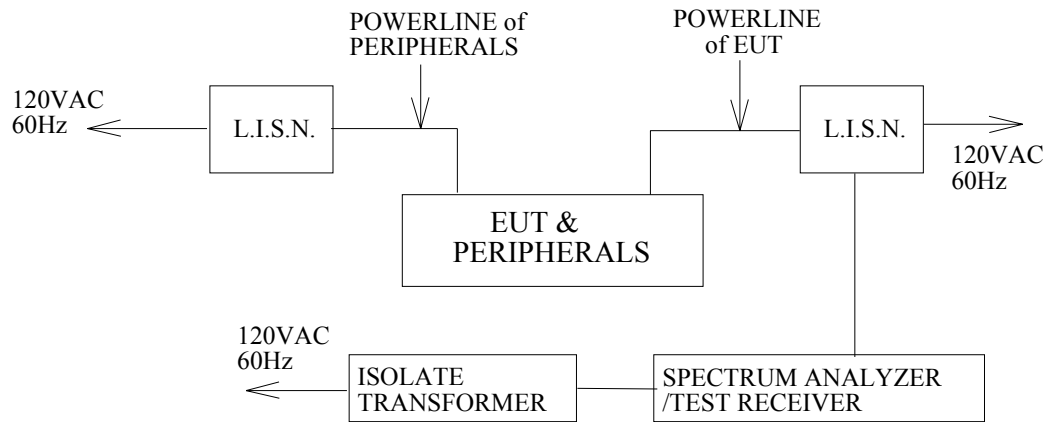 POWERLINE of
PERIPHERALS
POWERLINE
of EUT
120VAC
60Hz
L.I.S.N.
L.I.S.N.
120VAC
60Hz
EUT &
PERIPHERALS
120VAC
60Hz
ISOLATE
TRANSFORMER
SPECTRUM ANALYZER
/TEST RECEIVER